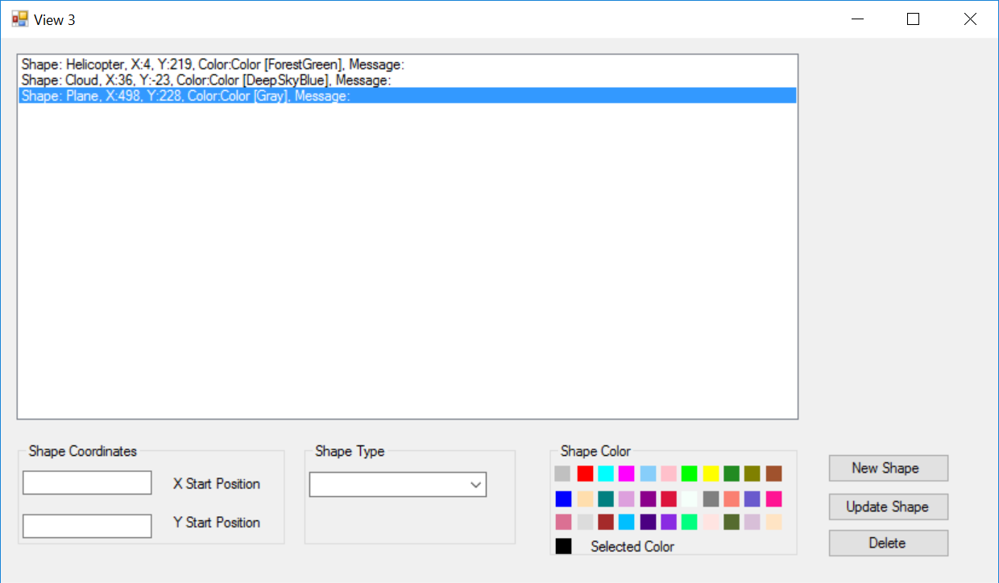 View 3
Shape: Helicopter, X:4, Y:219, Color:Color [ForestGreen], Message:
Shape: Cloud, X:36, Y:-23, Color:Color [DeepSkyBlue], Message:
Shape: Plane, X:498, Y:228, Color:Color [Gray], Message:
Shape Coordinates
X Start Position
Y Start Position
Shape Type
Shape Color
Selected Color
New Shape
Update Shape
Delete